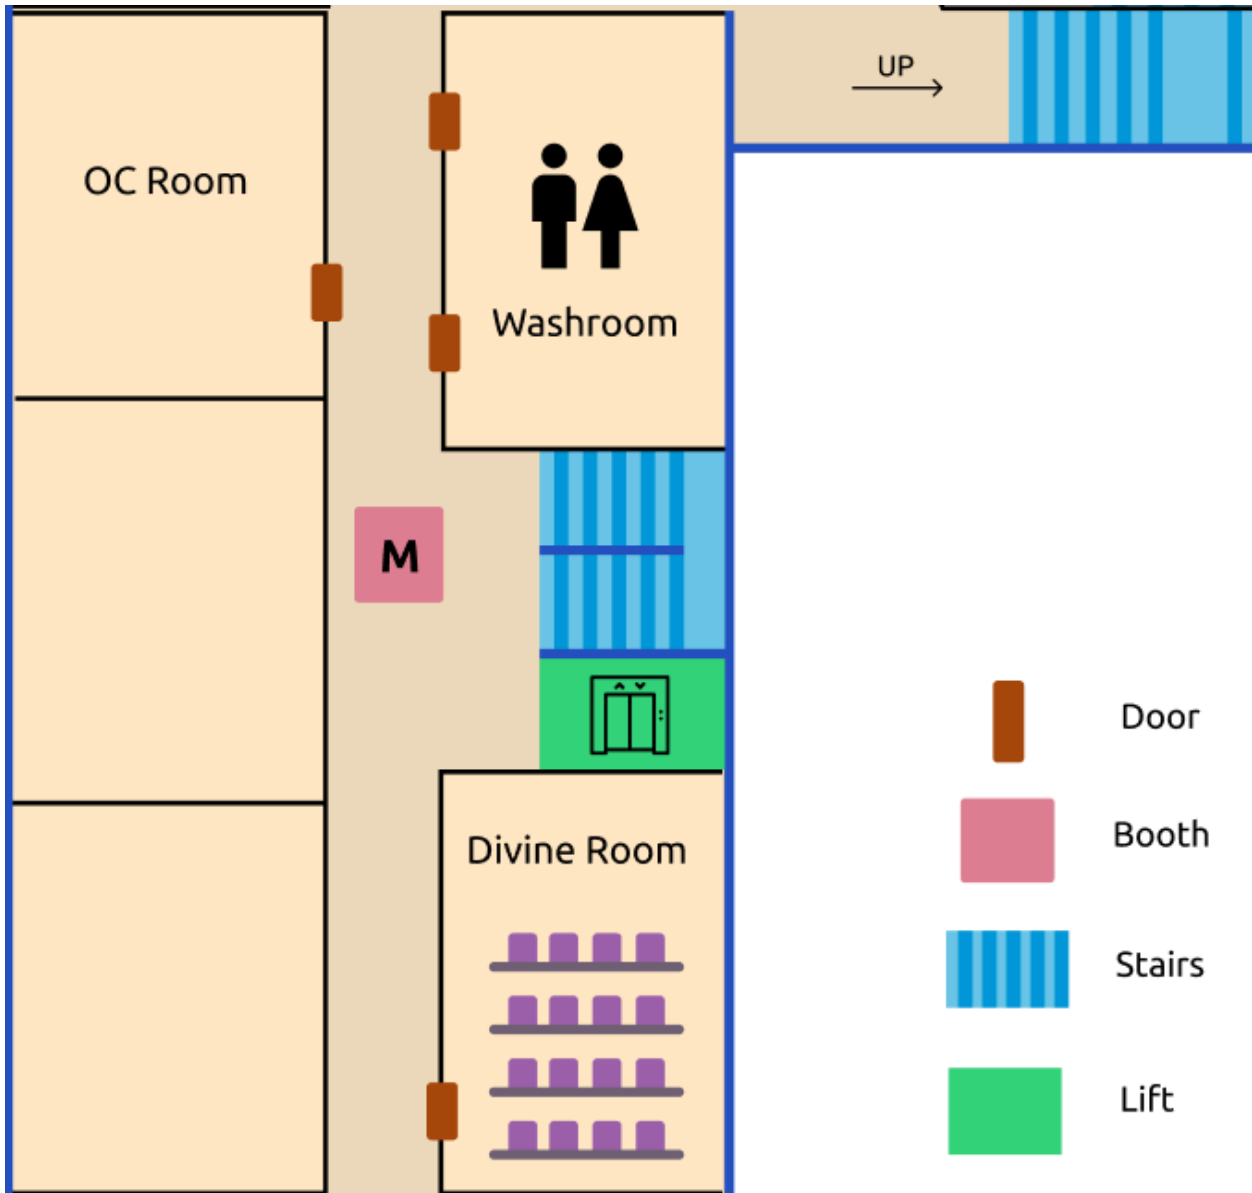 UP
OC Room
Washroom
M
Door
Booth
Divine Room
Stairs
Lift